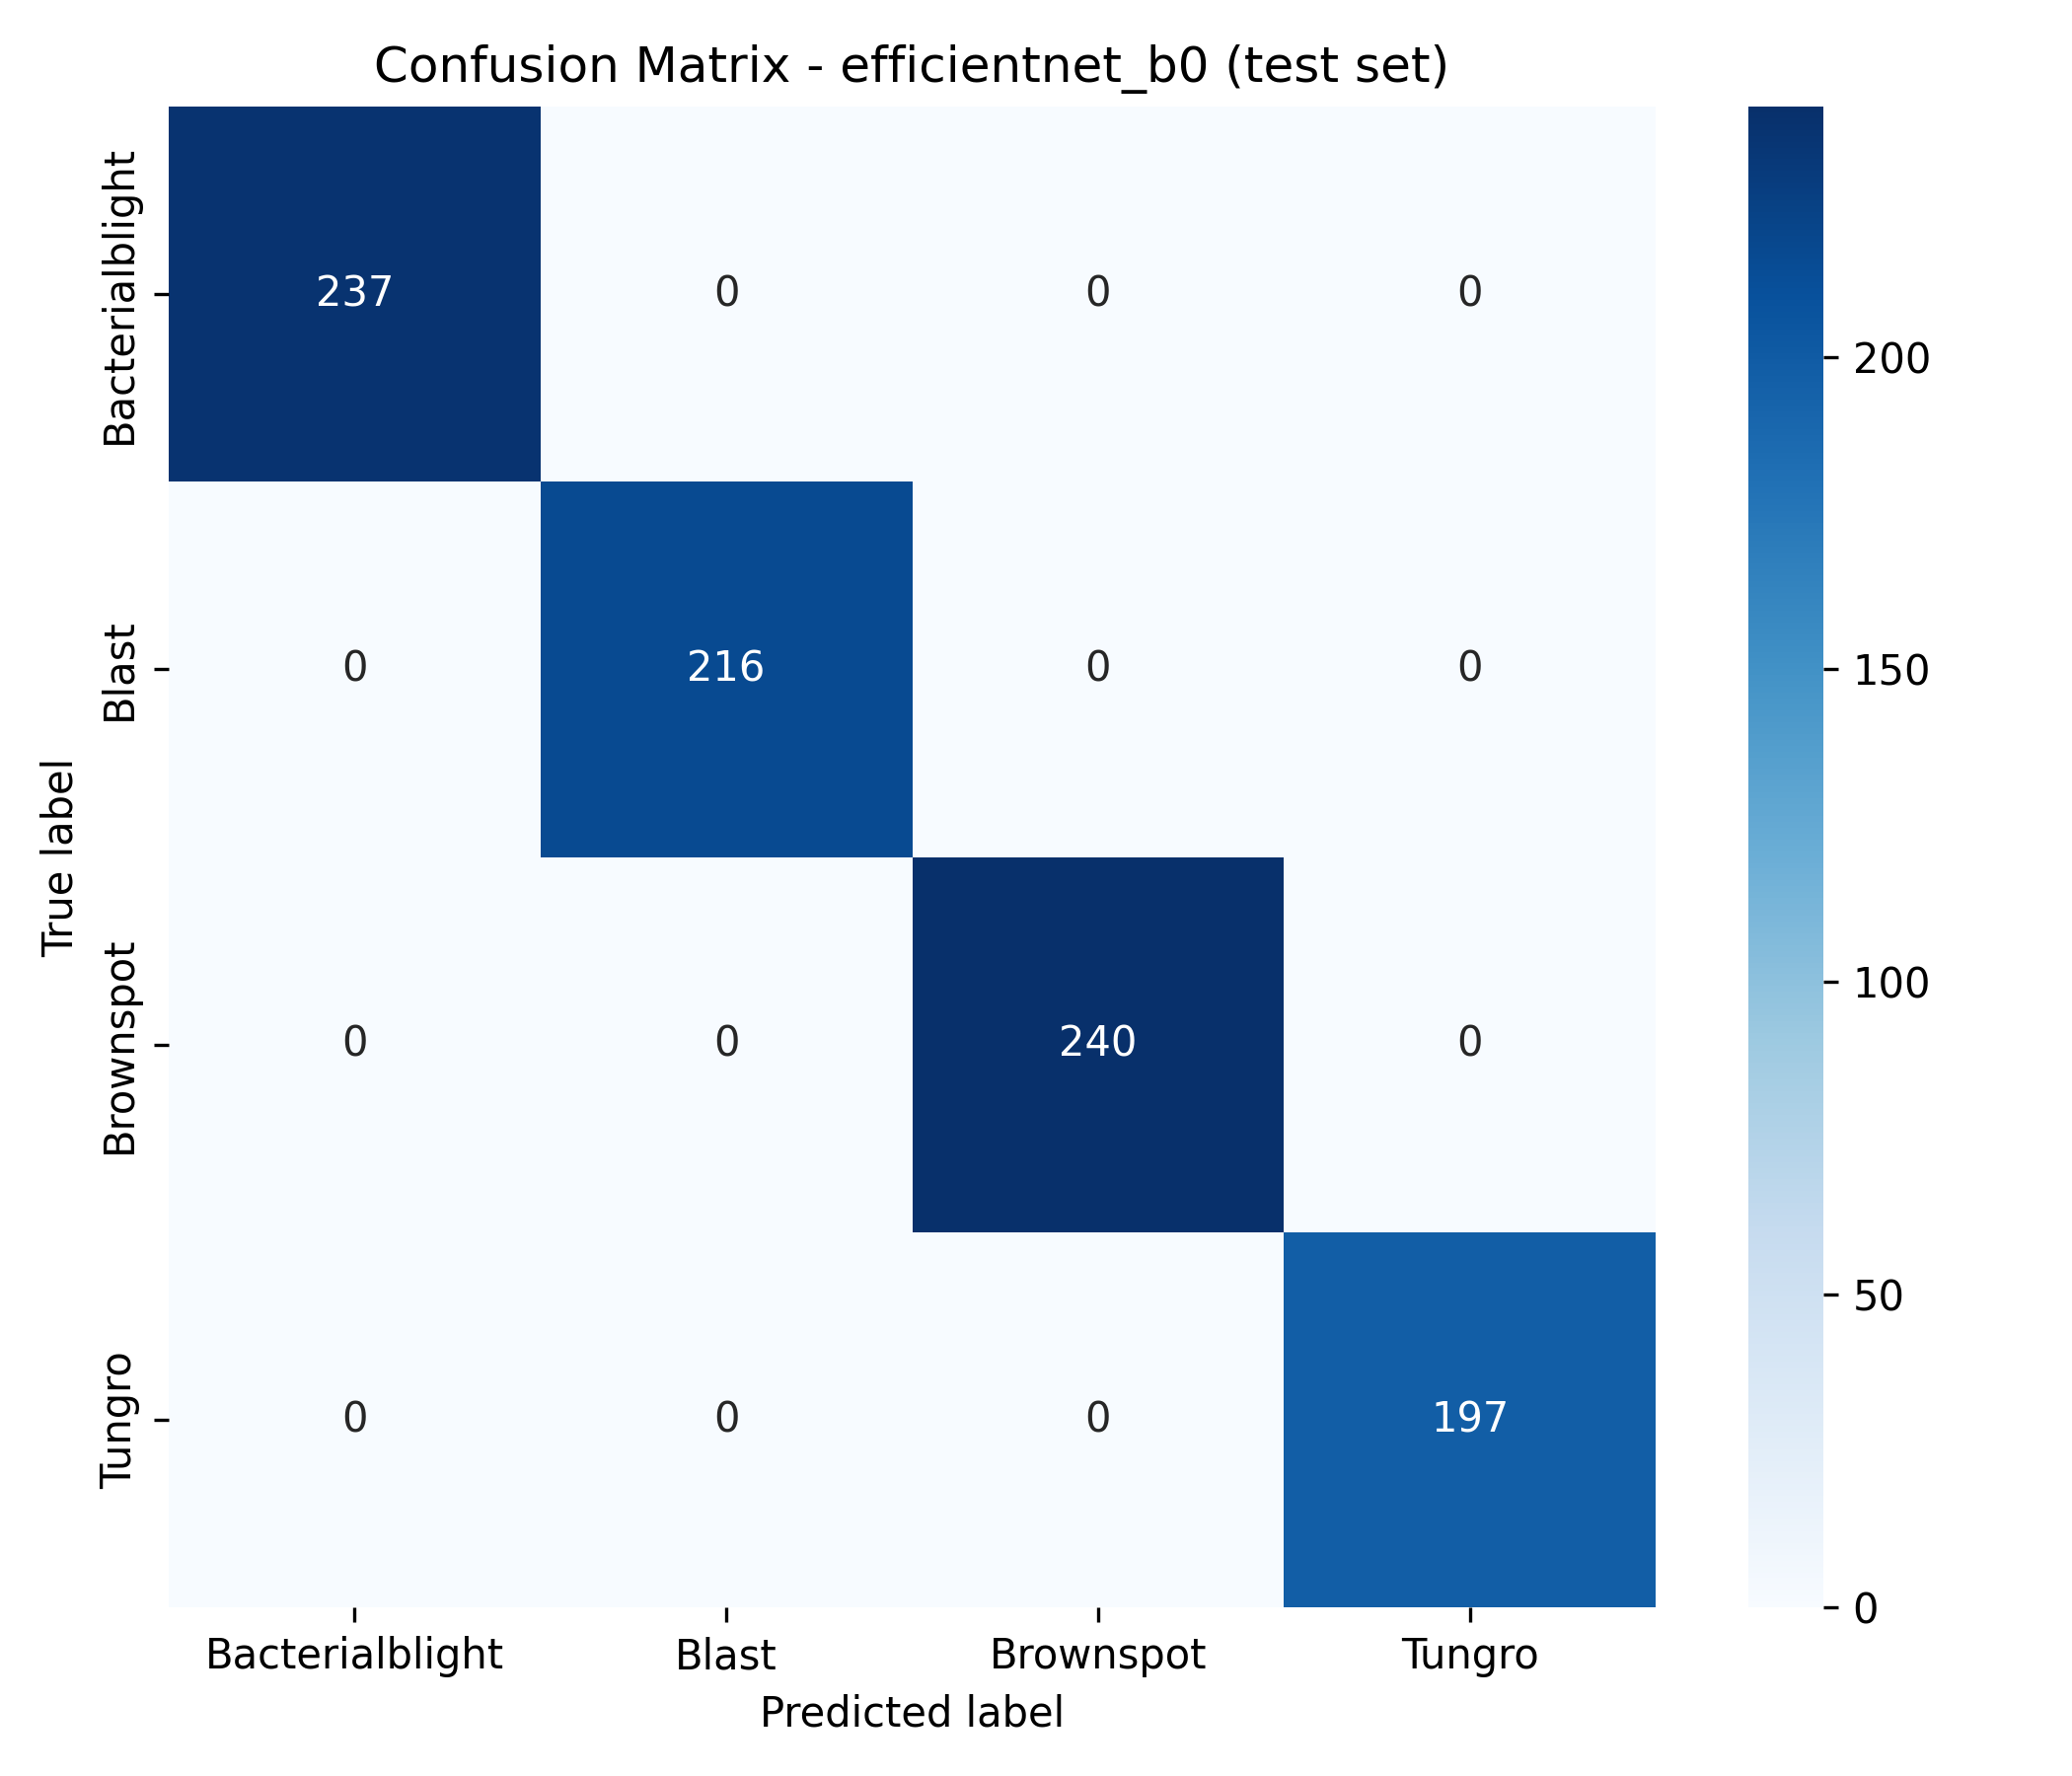 Confusion Matrix - efficientnet_b0 (test set)
True label
Bacterialblight
237 0 0 0
Blast
0 216 0 0
Brownspot
0 0 240 0
Tungro
0 0 0 197
Bacterialblight Blast Brownspot Tungro
Predicted label
200
150
100
50
0